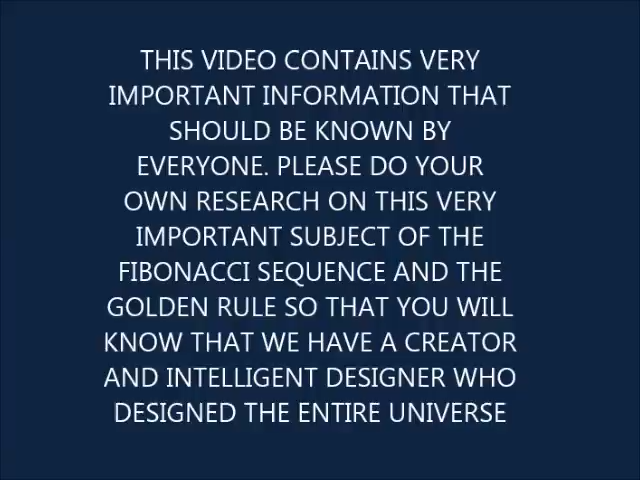 THIS VIDEO CONTAINS VERY
IMPORTANT INFORMATION THAT
SHOULD BE KNOWN BY
EVERYONE. PLEASE DO YOUR
OWN RESEARCH ON THIS VERY
IMPORTANT SUBJECT OF THE
FIBONACCI SEQUENCE AND THE
GOLDEN RULE SO THAT YOU WILL
KNOW THAT WE HAVE A CREATOR
AND INTELLIGENT DESIGNER WHO
DESIGNED THE ENTIRE UNIVERSE